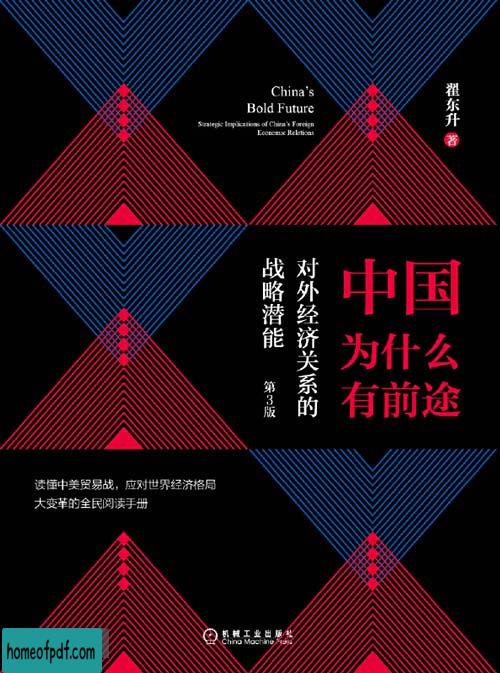 China's
Bold Future
Strategic Implications of China's Foreign
Economic Relations
翟东升
著
中国
为什么
有前途
对外经济关系的
战略潜能
第3版
读懂中美贸易战，应对世界经济格局
大变革的全民阅读手册
机械工业出版社
China Machine Press
homeofpdf.com